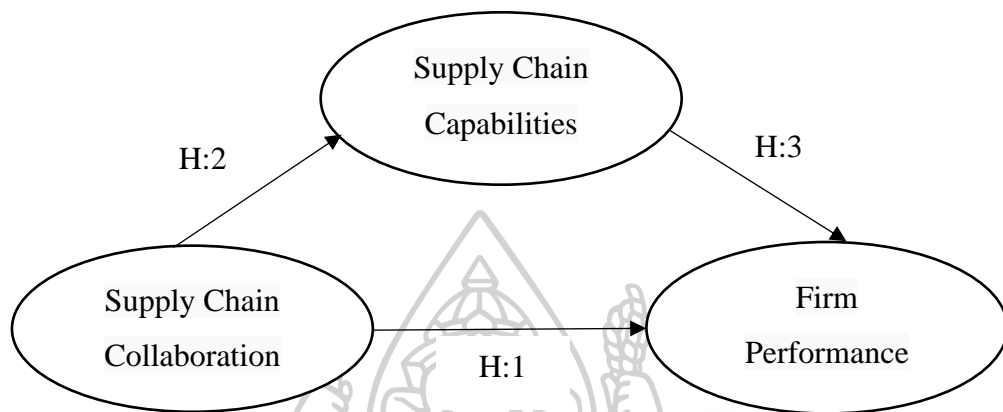 Supply Chain
Capabilities
H:2
H:3
Supply Chain
Collaboration
H:1
Firm
Performance